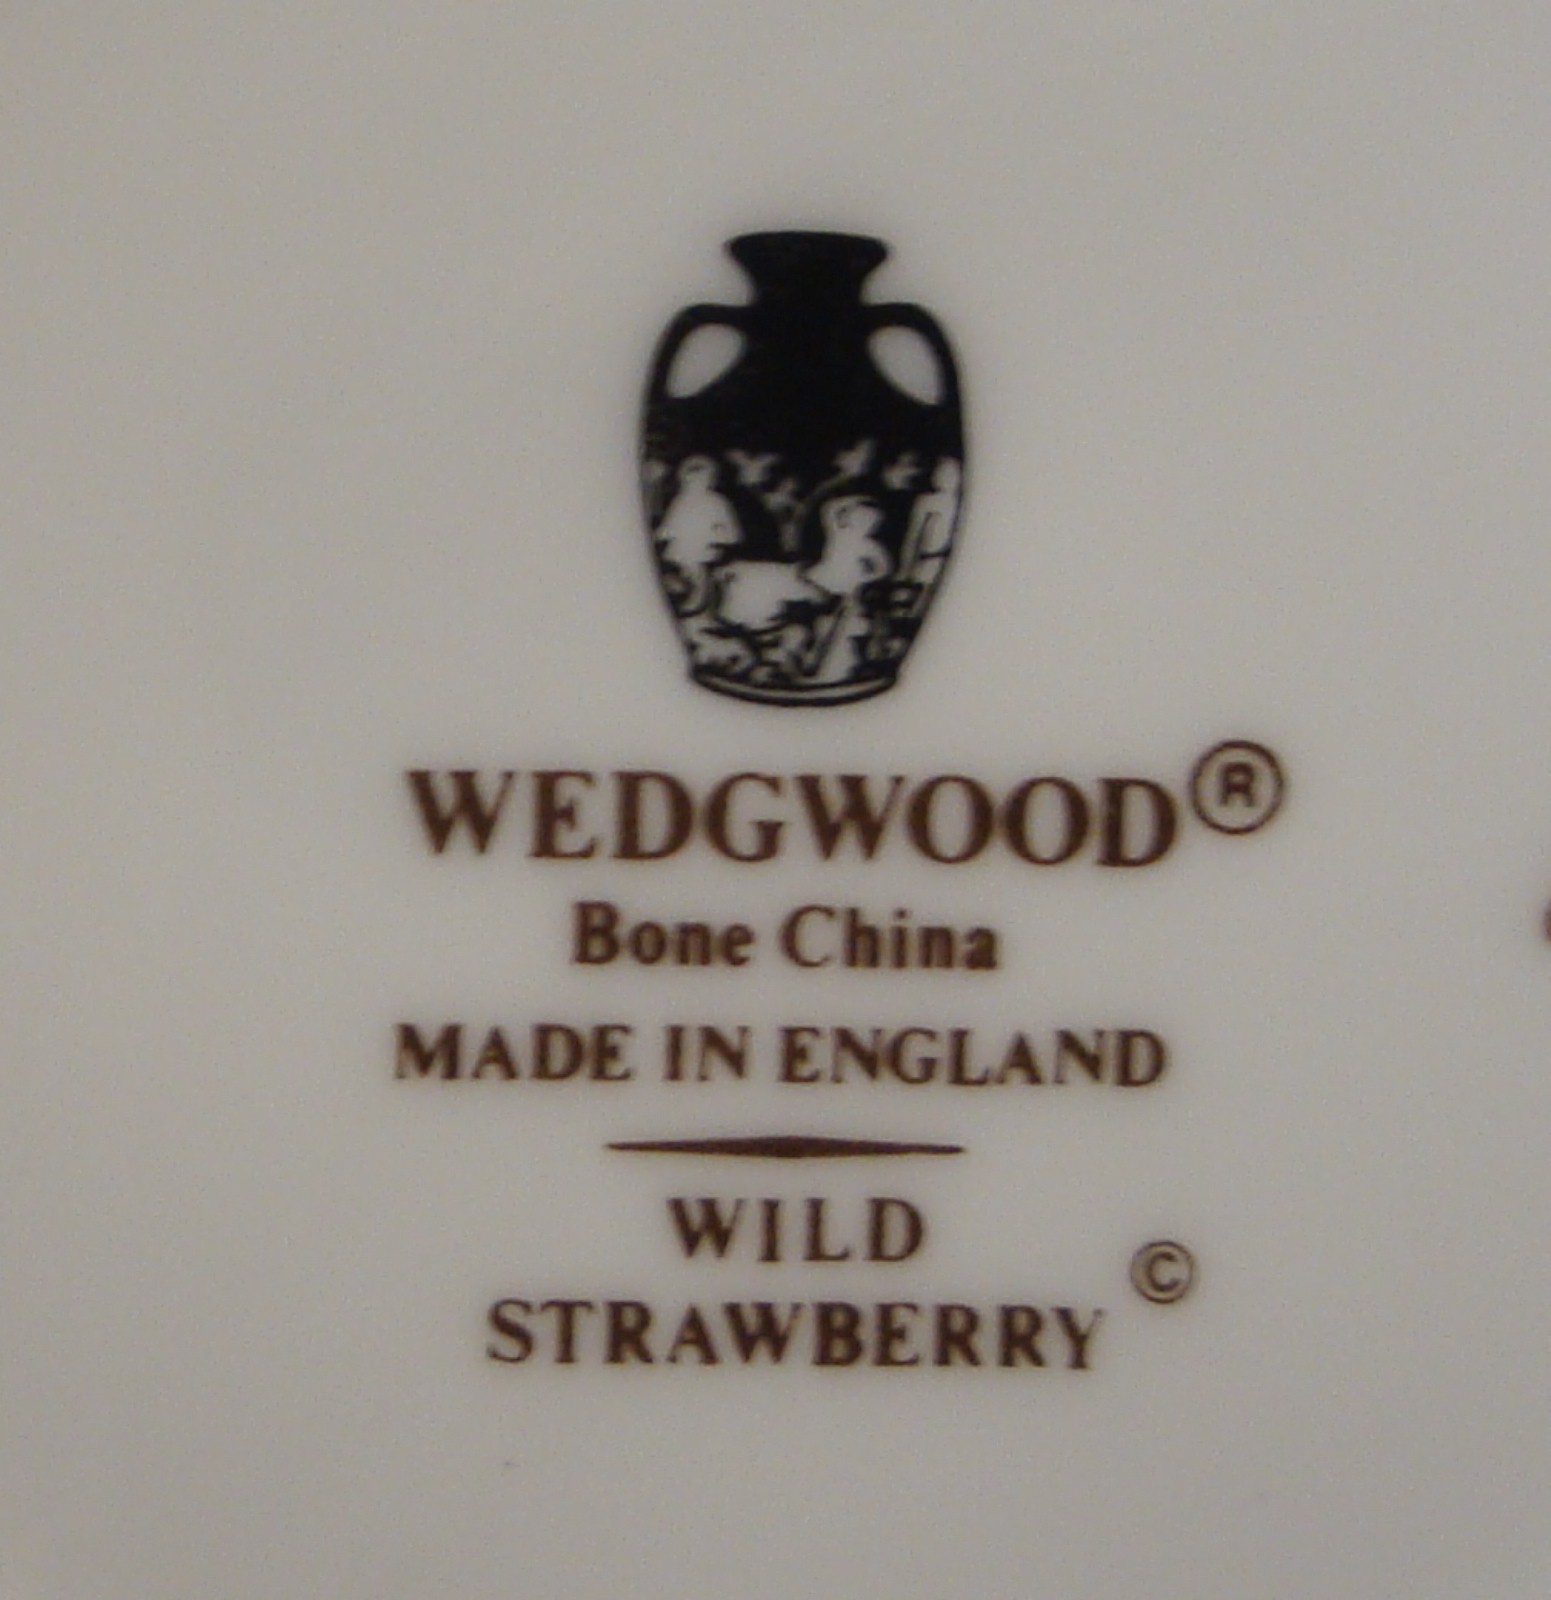 WEDGWOOD®
Bone China
MADE IN ENGLAND
WILD
STRAWBERRY ©